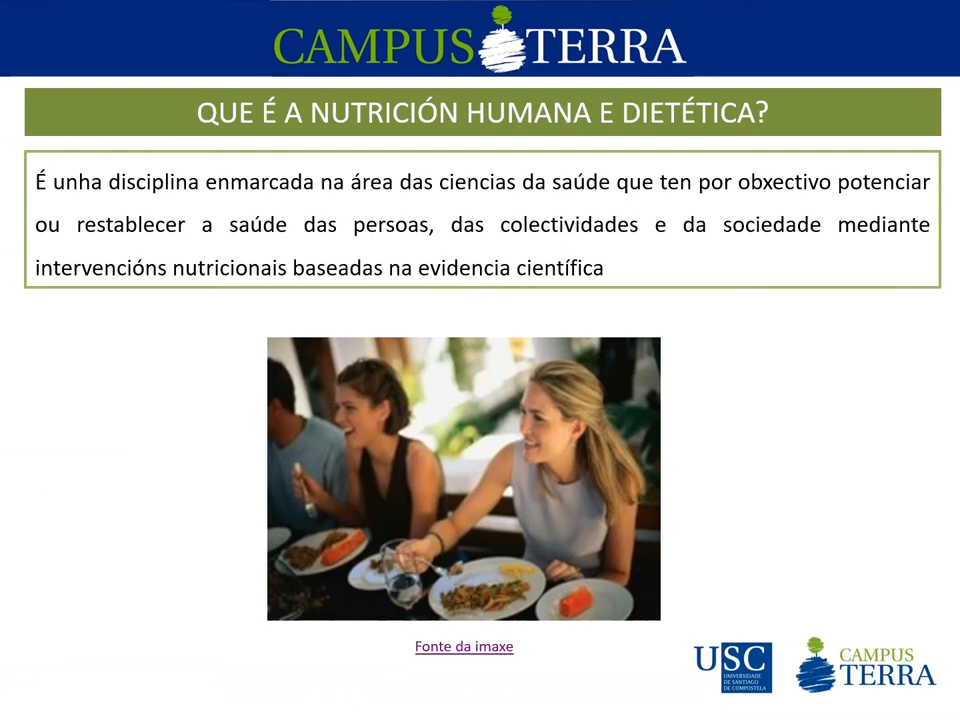 CAMPUS TERRA
QUE É A NUTRICIÓN HUMANA E DIETÉTICA?
É unha disciplina enmarcada na área das ciencias da saúde que ten por obxectivo potenciar
ou restablecer a saúde das persoas, das colectividades e da sociedade mediante
intervencións nutricionais baseadas na evidencia científica
Fonte da imaxe
USC
UNIVERSIDADE
DE SANTIAGO
DE COMPOSTELA
CAMPUS
TERRA